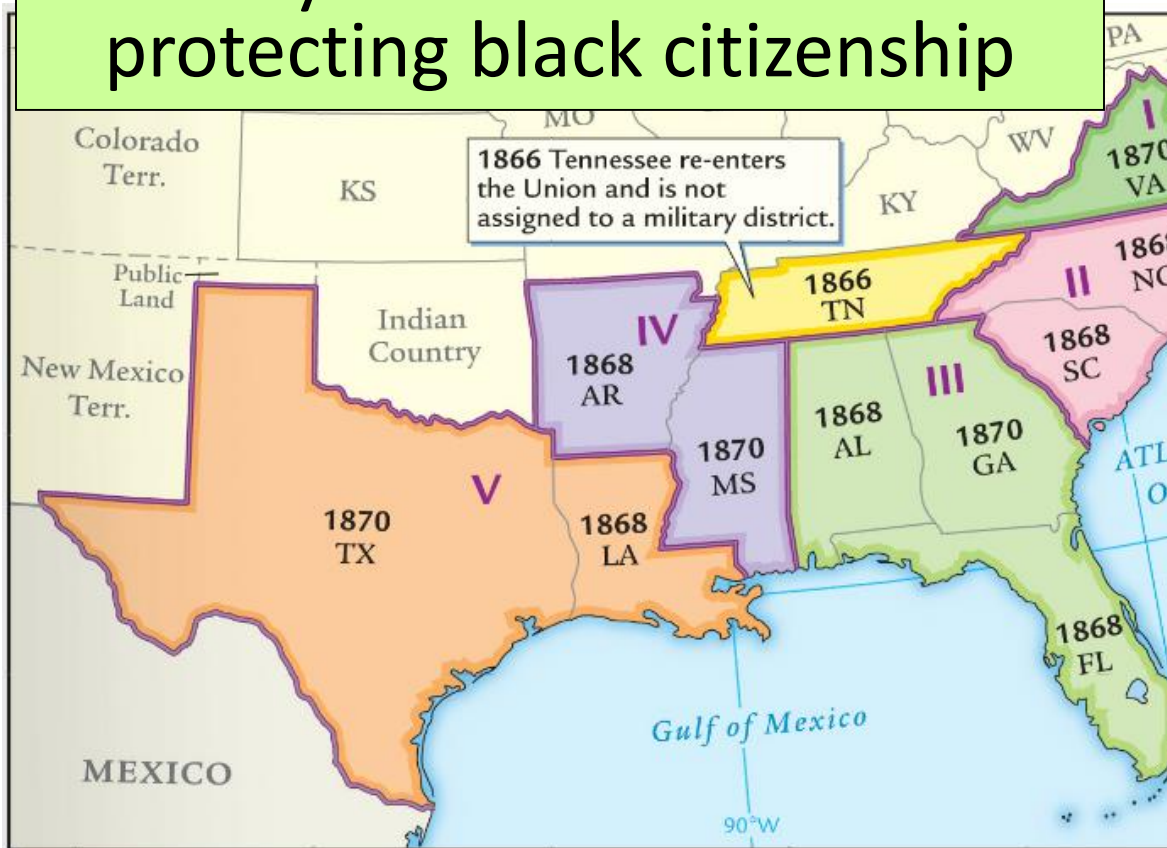 protecting black citizenship
PA
MO
WV
Colorado
Terr.
KS
1866 Tennessee re-enters
the Union and is not
assigned to a military district.
KY
I
1870
VA
Public
Land
Indian
Country
1866
TN
II
NC
New Mexico
Terr.
IV
1868
AR
III
1868
SC
1868
AL
1870
GA
1870
MS
V
1870
TX
1868
LA
1868
FL
Gulf of Mexico
MEXICO
90°W